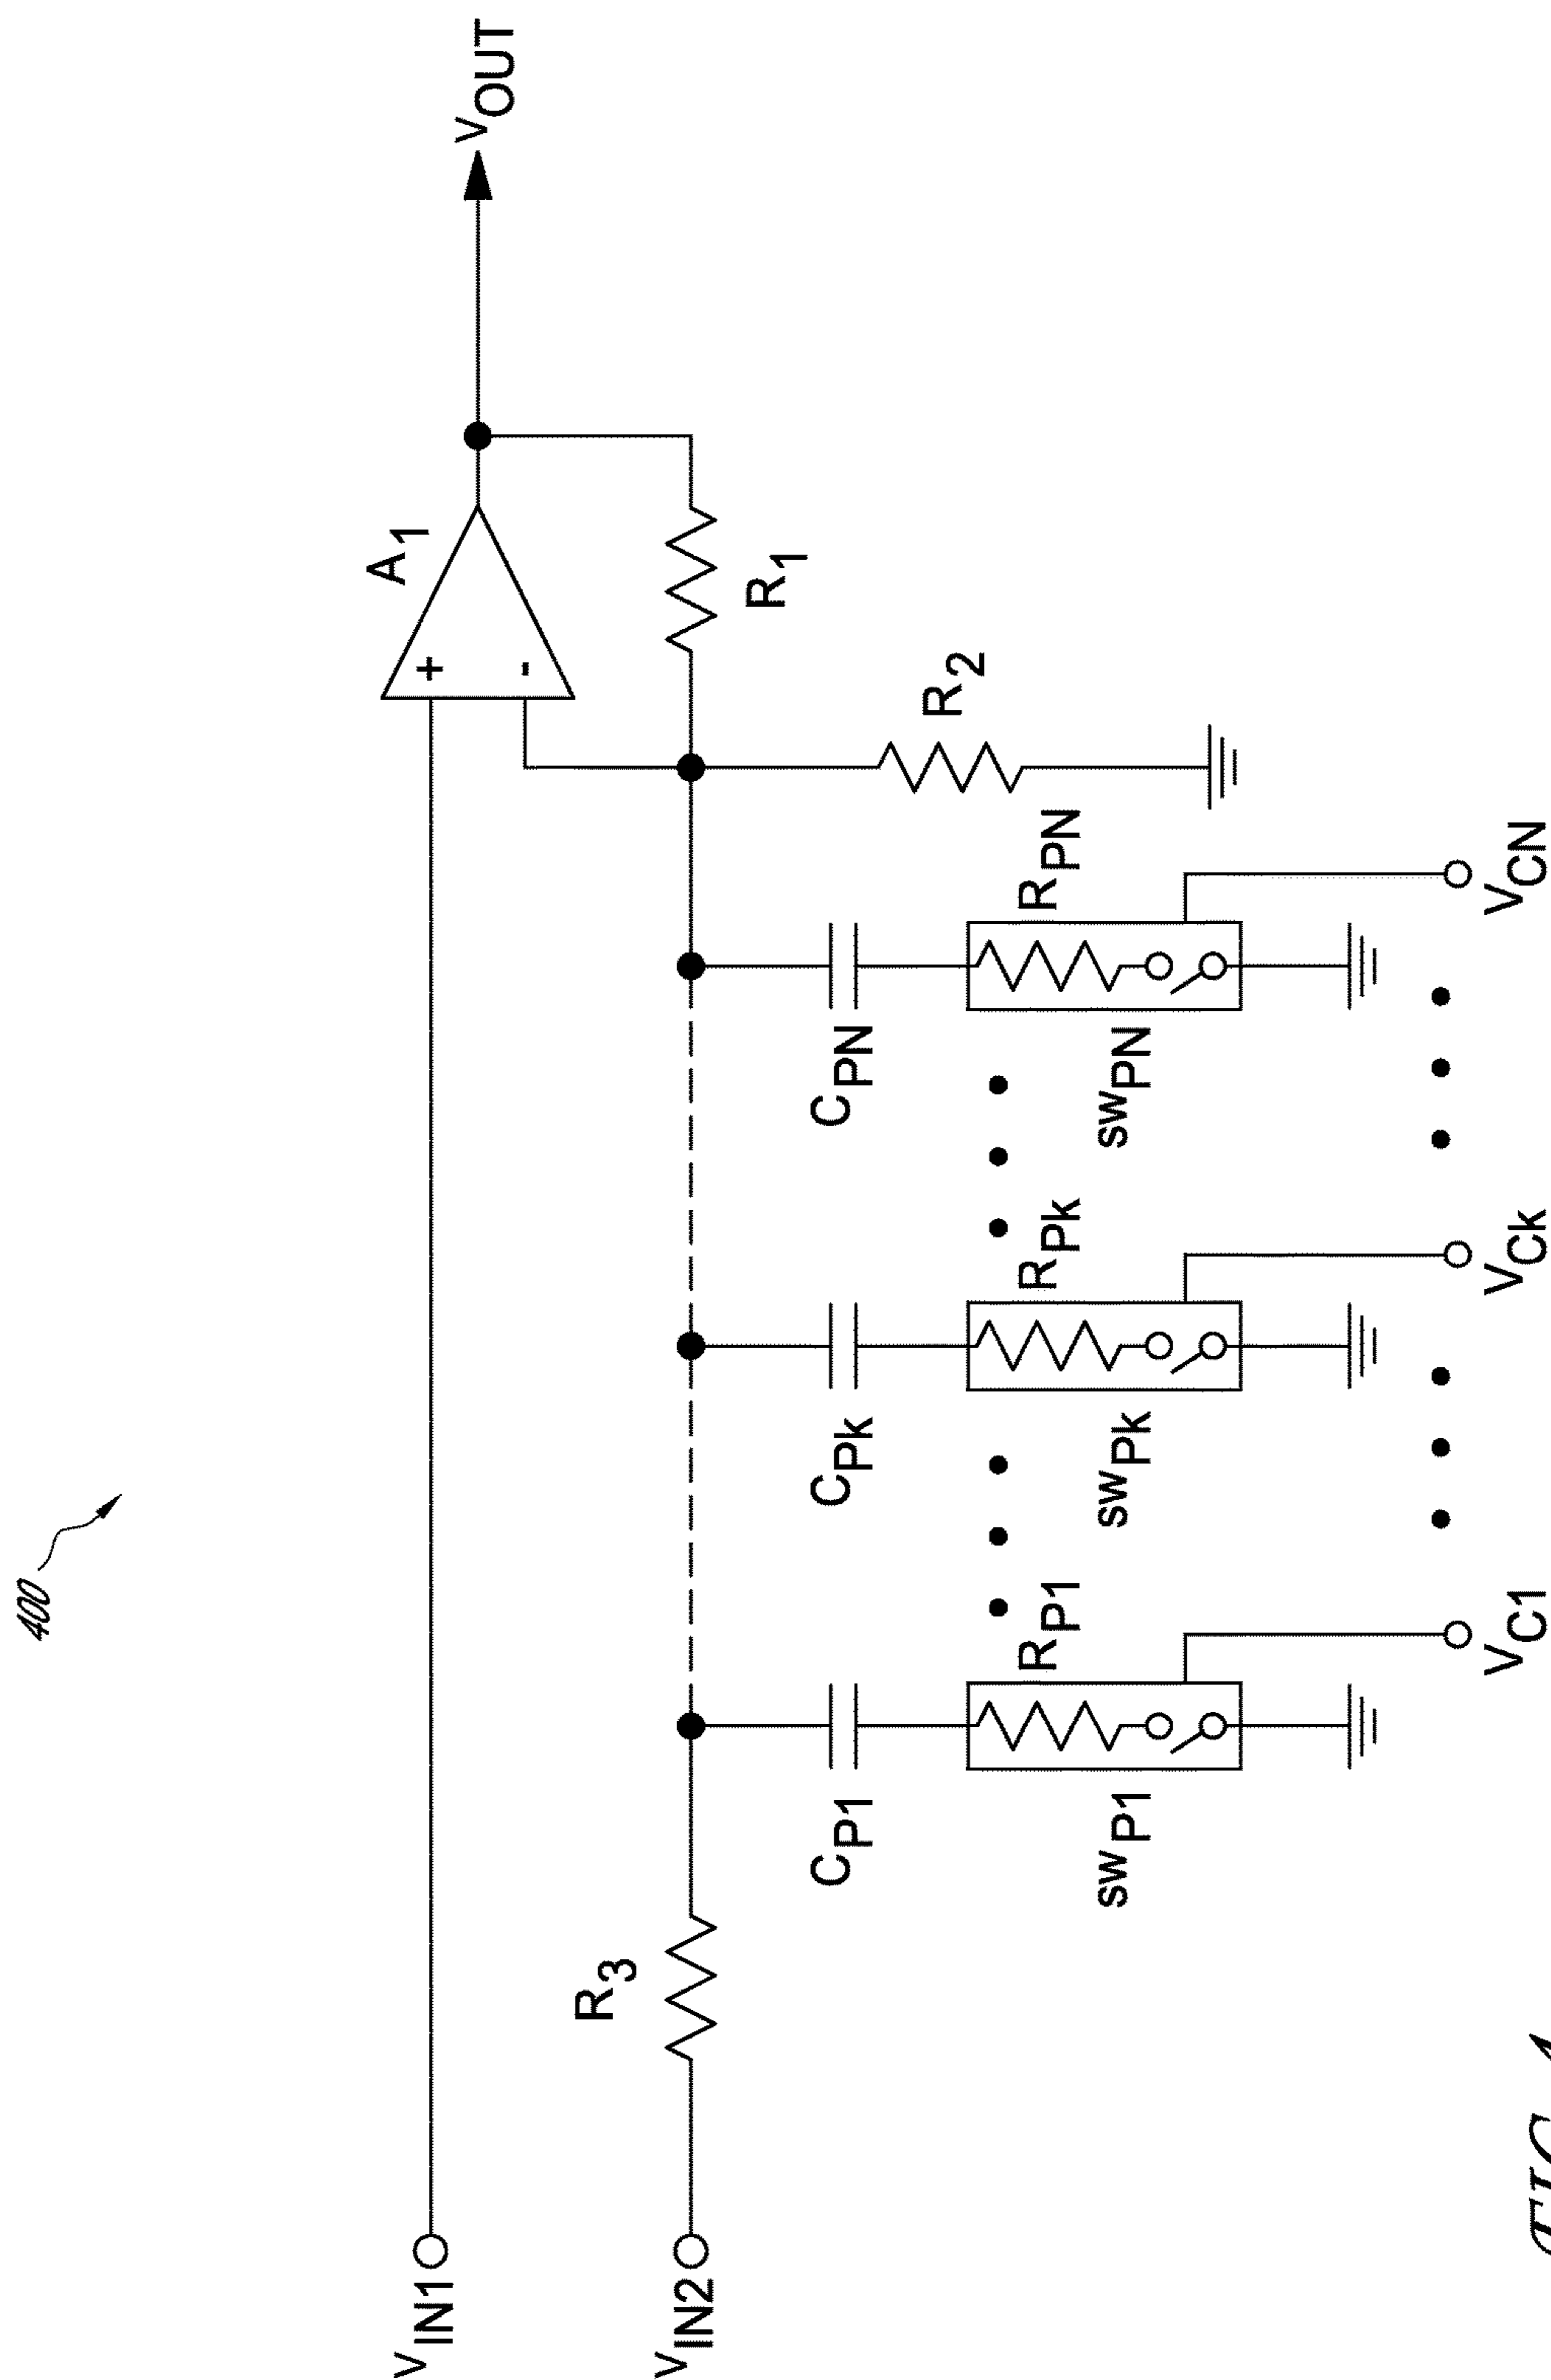 400
A1
VOUT
VIN1
+
-
R1
R3
VIN2
R2
CP1
CPk
CPN
RP1
RPk
RPN
swP1
swPk
swPN
VC1
VCk
VCN